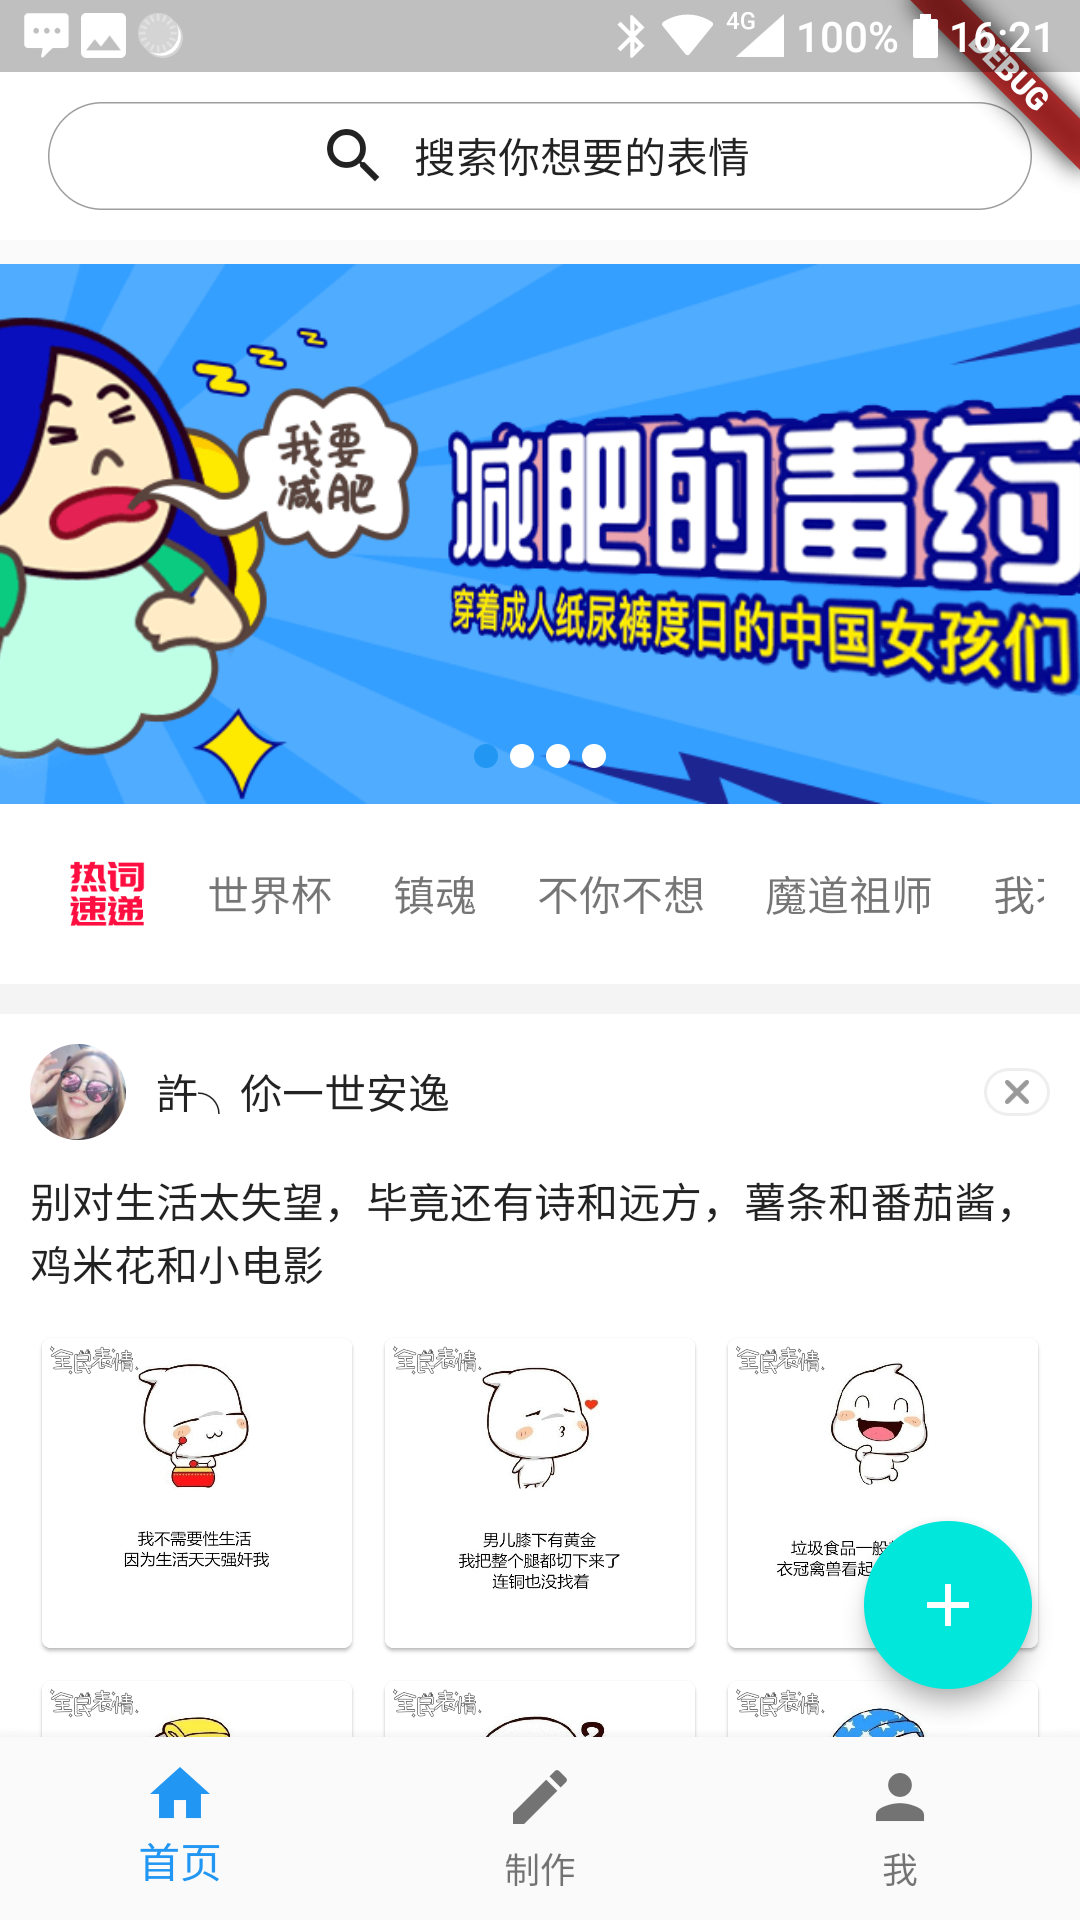 4G 100% 16:21
DEBUG
搜索你想要的表情
我要
减肥
减肥的毒药
穿着成人纸尿裤度日的中国女孩们
热词
速递
世界杯 镇魂 不你不想 魔道祖师
許╮伱一世安逸
别对生活太失望，毕竟还有诗和远方，薯条和番茄酱，
鸡米花和小电影
全民表情
我不需要性生活
因为生活天天强奸我
全民表情
男儿膝下有黄金
我把整个腿都切下来了
连铜也没找着
全民表情
垃圾食品一般
衣冠禽兽看起
全民表情
全民表情
全民表情
首页
制作
我